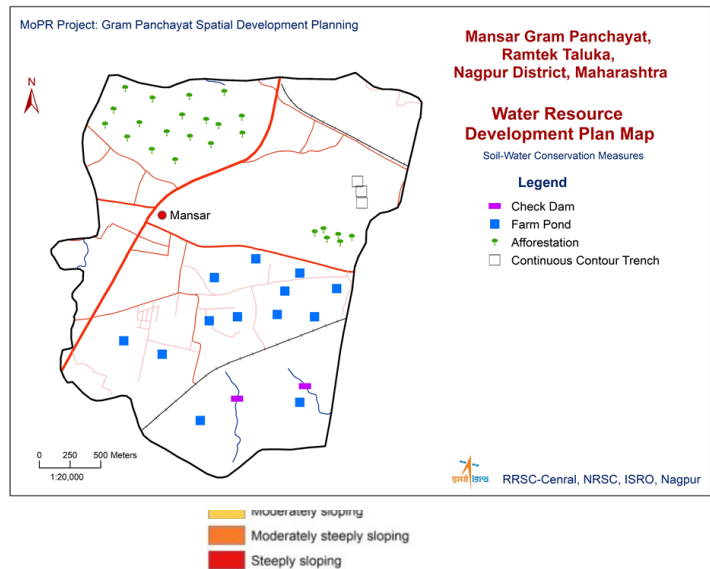 MoPR Project: Gram Panchayat Spatial Development Planning
Mansar Gram Panchayat,
Ramtek Taluka,
Nagpur District, Maharashtra
Water Resource
Development Plan Map
Soil-Water Conservation Measures
Legend
Check Dam
Farm Pond
Afforestation
Continuous Contour Trench
N
Mansar
0 250 500 Meters
1:20,000
इसरो isro
RRSC-Cenral, NRSC, ISRO, Nagpur
Moderately sloping
Moderately steeply sloping
Steeply sloping